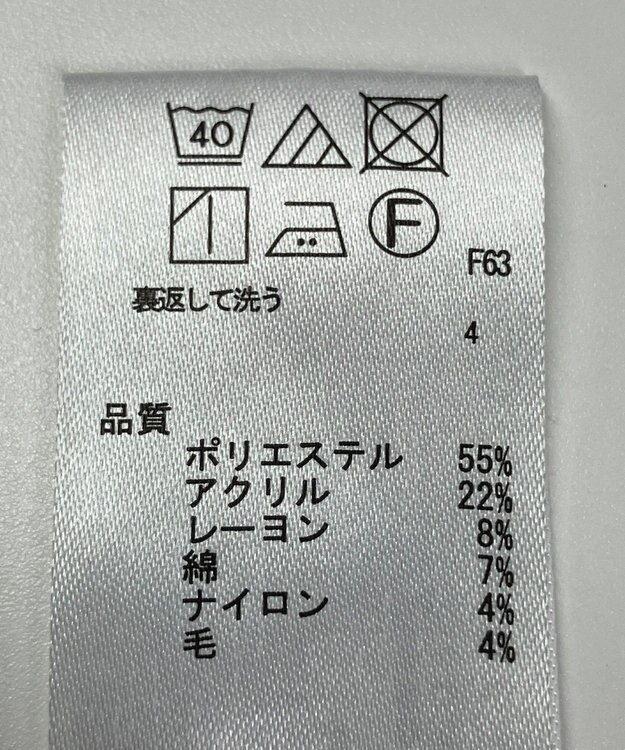 40
F
F63
裏返して洗う
4
品質
ポリエステル 55%
アクリル 22%
レーヨン 8%
綿 7%
ナイロン 4%
毛 4%